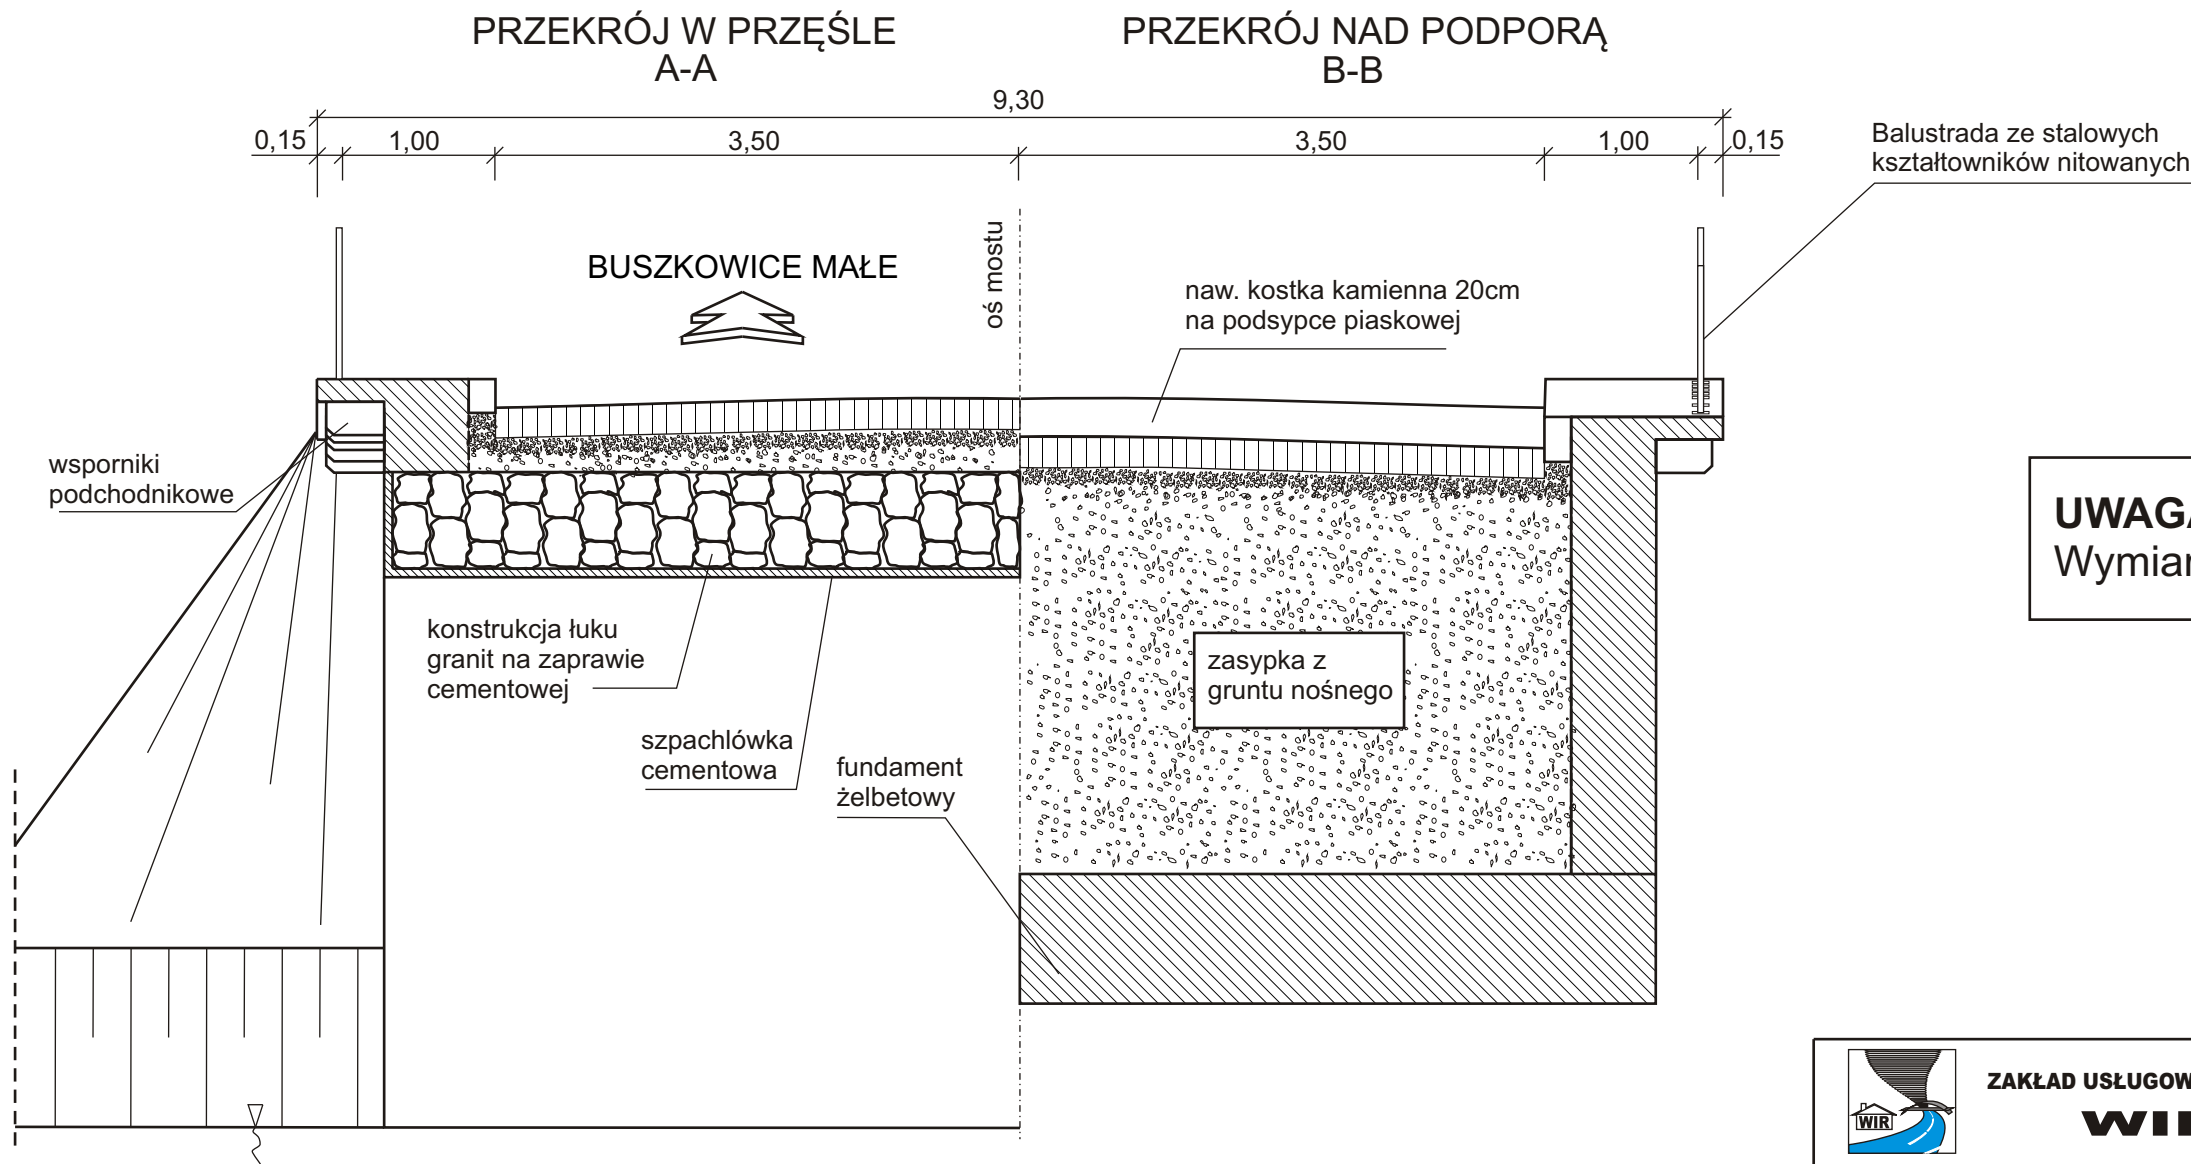 PRZEKRÓJ W PRZĘŚLE
A-A
PRZEKRÓJ NAD PODPORĄ
B-B
9,30
0,15
1,00
3,50
3,50
1,00
0,15
Balustrada ze stalowych
kształtowników nitowanych
BUSZKOWICE MAŁE
oś mostu
naw. kostka kamienna 20cm
na podsypce piaskowej
wsporniki
podchodnikowe
konstrukcja łuku
granit na zaprawie
cementowej
szpachlówka
cementowa
fundament
żelbetowy
zasypka z
gruntu nośnego
UWAGA
Wymiar
WIR
ZAKŁAD USŁUGOW